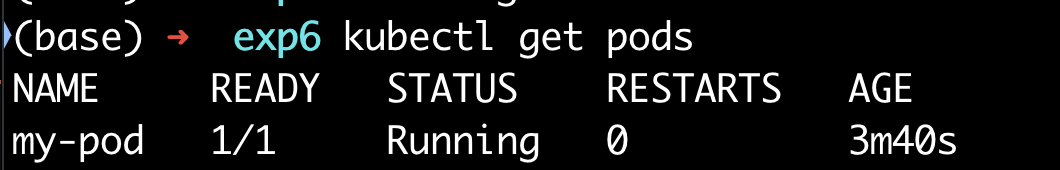 (base) ➜  exp6 kubectl get pods
NAME     READY   STATUS    RESTARTS   AGE
my-pod   1/1     Running   0          3m40s